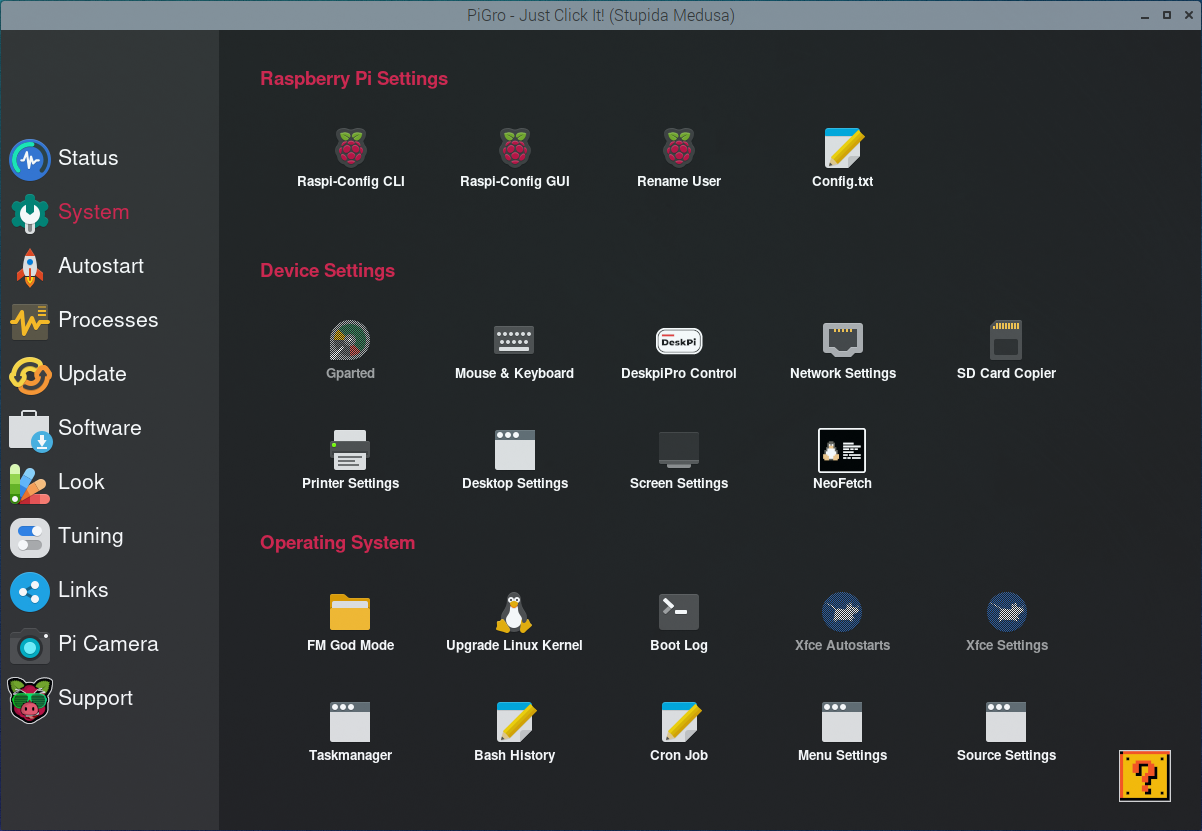 PiGro - Just Click It! (Stupida Medusa)
Status
System
Autostart
Processes
Update
Software
Look
Tuning
Links
Pi Camera
Support
Raspberry Pi Settings
Raspi-Config CLI
Raspi-Config GUI
Rename User
Config.txt
Device Settings
Gparted
Mouse & Keyboard
DeskPi
DeskpiPro Control
Network Settings
SD Card Copier
Printer Settings
Desktop Settings
Screen Settings
NeoFetch
Operating System
FM God Mode
Upgrade Linux Kernel
Boot Log
Xfce Autostarts
Xfce Settings
Taskmanager
Bash History
Cron Job
Menu Settings
Source Settings
?